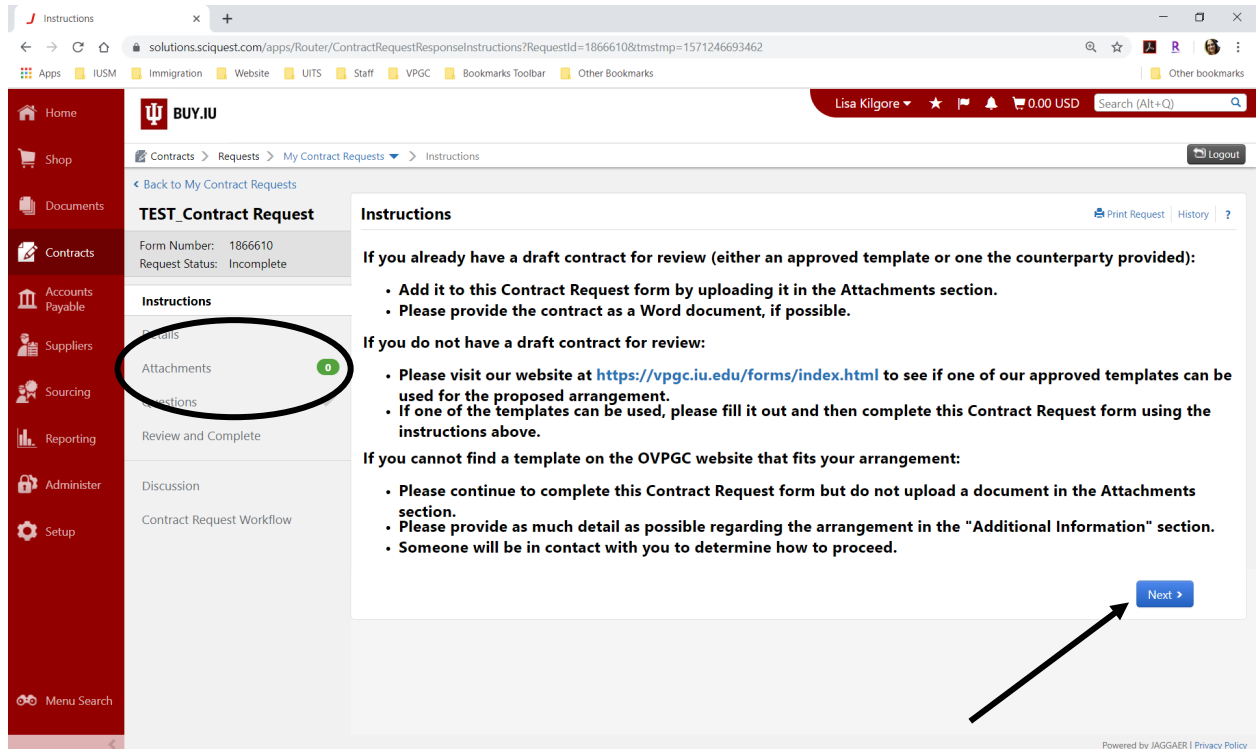 Instructions
solutions.sciquest.com/apps/Router/ContractRequestResponseInstructions?RequestId=1866610&tmstmp=1571246693462
Apps IUSM Immigration Website UITS Staff VPGC Bookmarks Toolbar Other Bookmarks Other bookmarks
Home
Shop
Documents
Contracts
Accounts
Payable
Suppliers
Sourcing
Reporting
Administer
Setup
Menu Search
BUY.IU
Lisa Kilgore 0.00 USD Search (Alt+Q)
Contracts > Requests > My Contract Requests > Instructions Logout
Back to My Contract Requests
TEST_Contract Request
Form Number: 1866610
Request Status: Incomplete
Instructions
Details
Attachments 0
Questions
Review and Complete
Discussion
Contract Request Workflow
Instructions Print Request History ?
If you already have a draft contract for review (either an approved template or one the counterparty provided):
• Add it to this Contract Request form by uploading it in the Attachments section.
• Please provide the contract as a Word document, if possible.
If you do not have a draft contract for review:
• Please visit our website at https://vpgc.iu.edu/forms/index.html to see if one of our approved templates can be
used for the proposed arrangement.
• If one of the templates can be used, please fill it out and then complete this Contract Request form using the
instructions above.
If you cannot find a template on the OVPGC website that fits your arrangement:
• Please continue to complete this Contract Request form but do not upload a document in the Attachments
section.
• Please provide as much detail as possible regarding the arrangement in the "Additional Information" section.
• Someone will be in contact with you to determine how to proceed.
Next >
Powered by JAGGAER | Privacy Policy